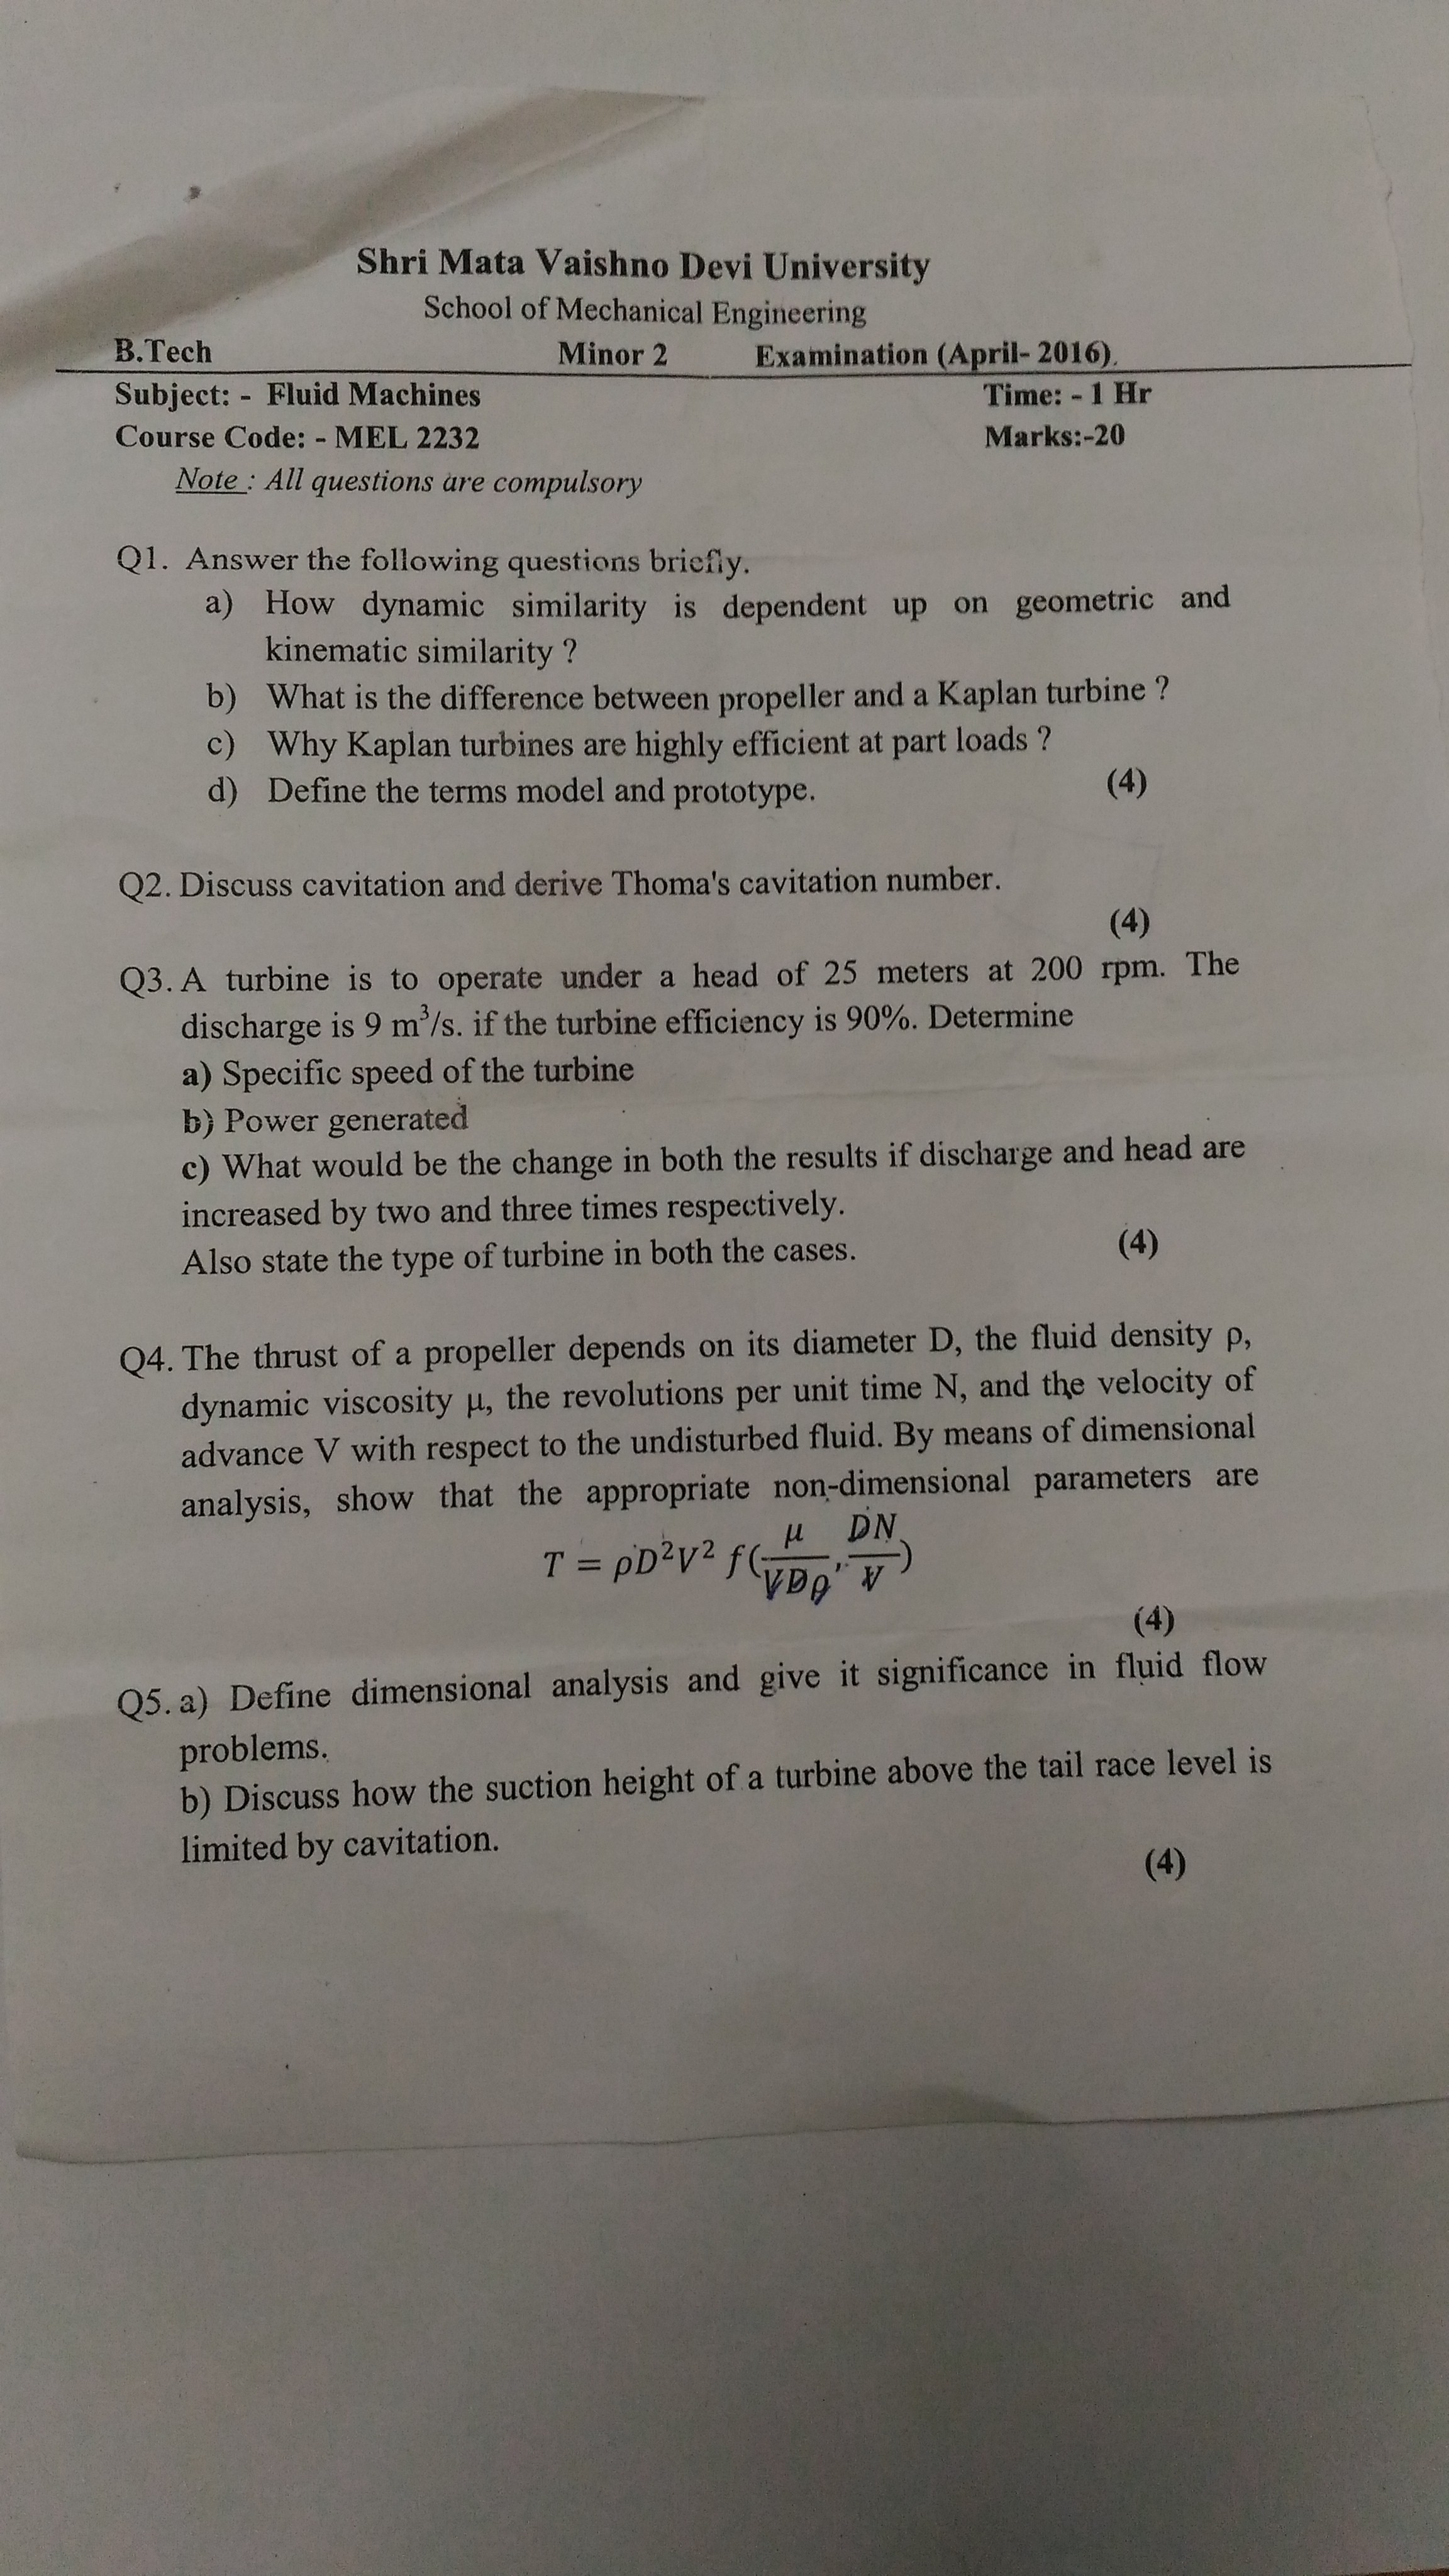 Shri Mata Vaishno Devi University
School of Mechanical Engineering
B.Tech Minor 2 Examination (April- 2016).
Subject: - Fluid Machines Time: - 1 Hr
Course Code: - MEL 2232 Marks:-20
Note : All questions are compulsory
Q1. Answer the following questions briefly.
a) How dynamic similarity is dependent up on geometric and
kinematic similarity ?
b) What is the difference between propeller and a Kaplan turbine ?
c) Why Kaplan turbines are highly efficient at part loads ?
d) Define the terms model and prototype. (4)
Q2. Discuss cavitation and derive Thoma's cavitation number.
(4)
Q3. A turbine is to operate under a head of 25 meters at 200 rpm. The
discharge is 9 m³/s. if the turbine efficiency is 90%. Determine
a) Specific speed of the turbine
b) Power generated
c) What would be the change in both the results if discharge and head are
increased by two and three times respectively.
Also state the type of turbine in both the cases. (4)
Q4. The thrust of a propeller depends on its diameter D, the fluid density ρ,
dynamic viscosity μ, the revolutions per unit time N, and the velocity of
advance V with respect to the undisturbed fluid. By means of dimensional
analysis, show that the appropriate non-dimensional parameters are
T = ρD²V² f(μ/VDρ, DN/V)
(4)
Q5. a) Define dimensional analysis and give it significance in fluid flow
problems.
b) Discuss how the suction height of a turbine above the tail race level is
limited by cavitation.
(4)